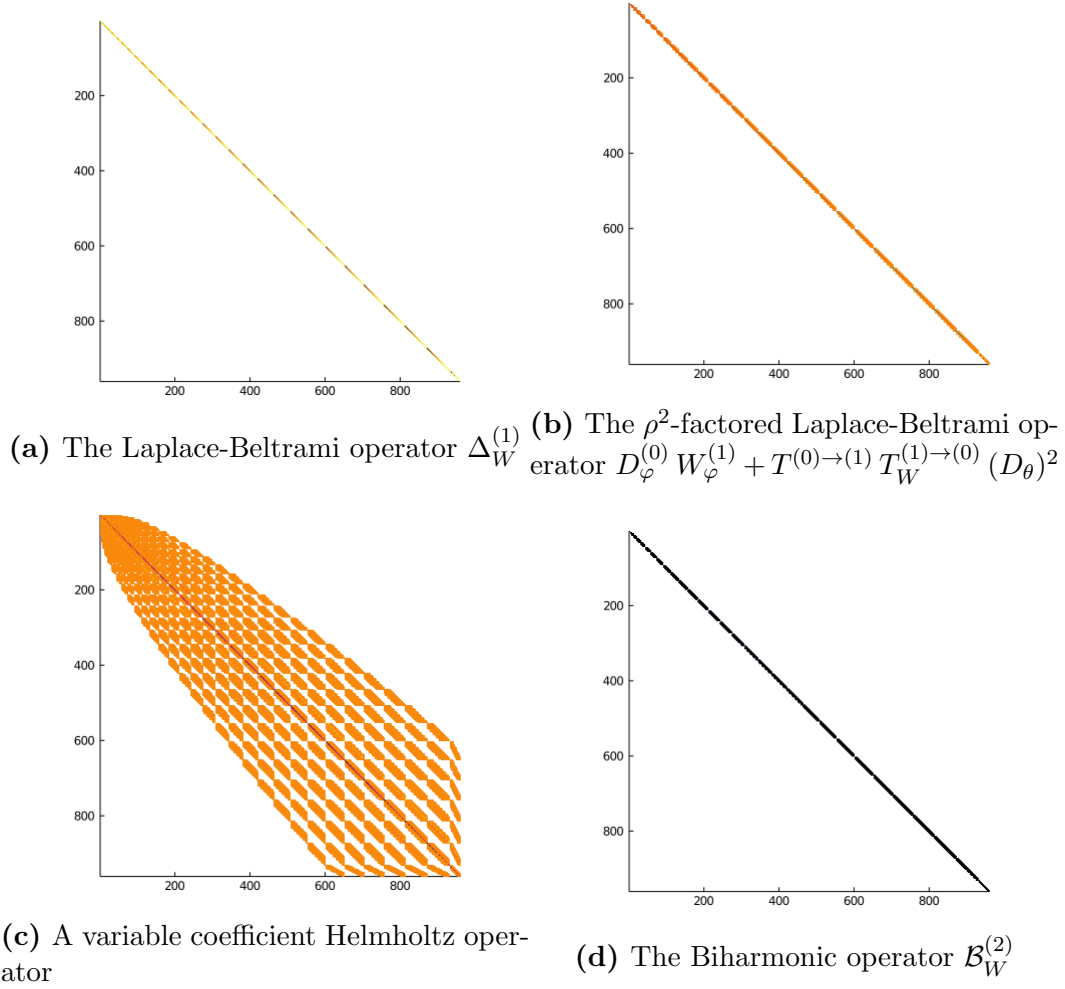 200
400
600
800
200 400 600 800
200
400
600
800
200 400 600 800
(a) The Laplace-Beltrami operator Δ_W^{(1)}
(b) The ρ²-factored Laplace-Beltrami op-
erator D_φ^{(0)} W_φ^{(1)} + T^{(0)→(1)} T_W^{(1)→(0)} (D_θ)²
200
400
600
800
200 400 600 800
200
400
600
800
200 400 600 800
(c) A variable coefficient Helmholtz oper-
ator
(d) The Biharmonic operator ℬ_W^{(2)}